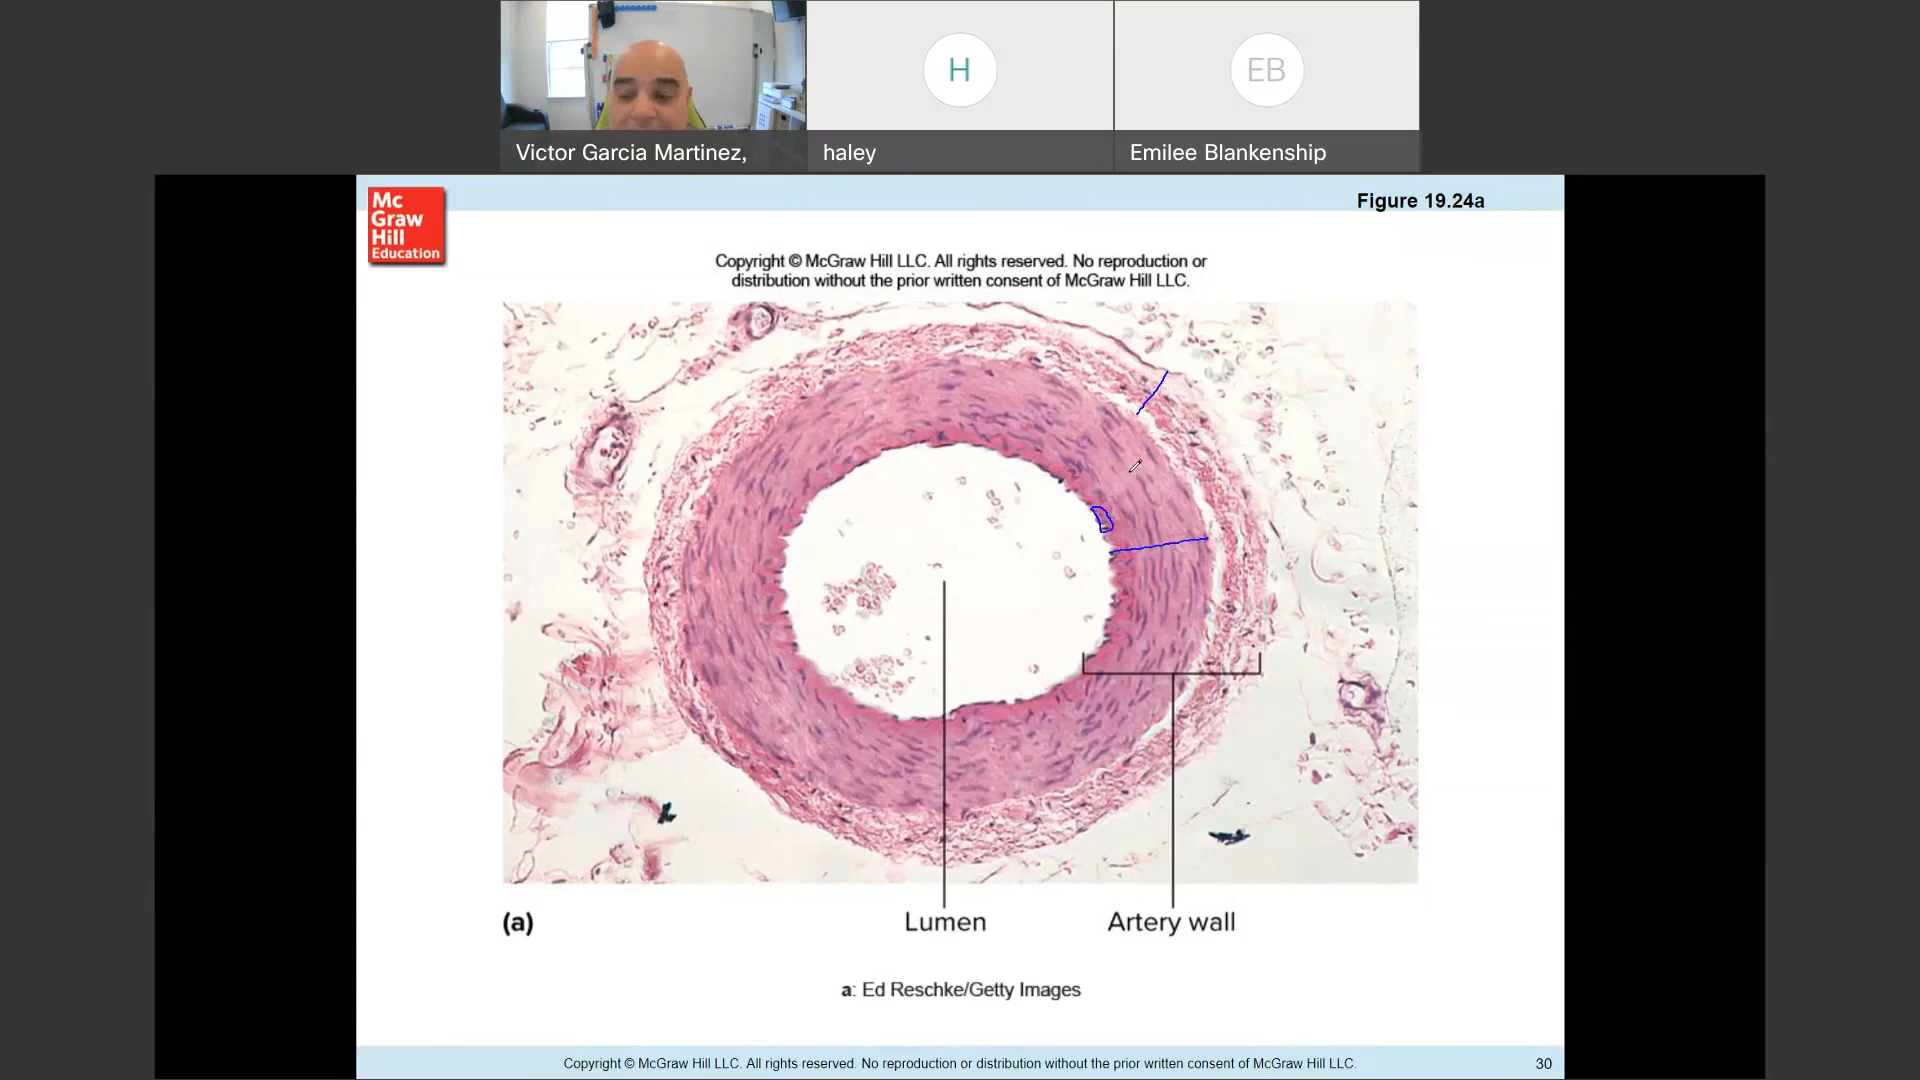 H
EB
Victor Garcia Martinez,
haley
Emilee Blankenship
Mc
Graw
Hill
Education
Figure 19.24a
Copyright © McGraw Hill LLC. All rights reserved. No reproduction or
distribution without the prior written consent of McGraw Hill LLC.
(a)
Lumen
Artery wall
a: Ed Reschke/Getty Images
Copyright © McGraw Hill LLC. All rights reserved. No reproduction or distribution without the prior written consent of McGraw Hill LLC.
30